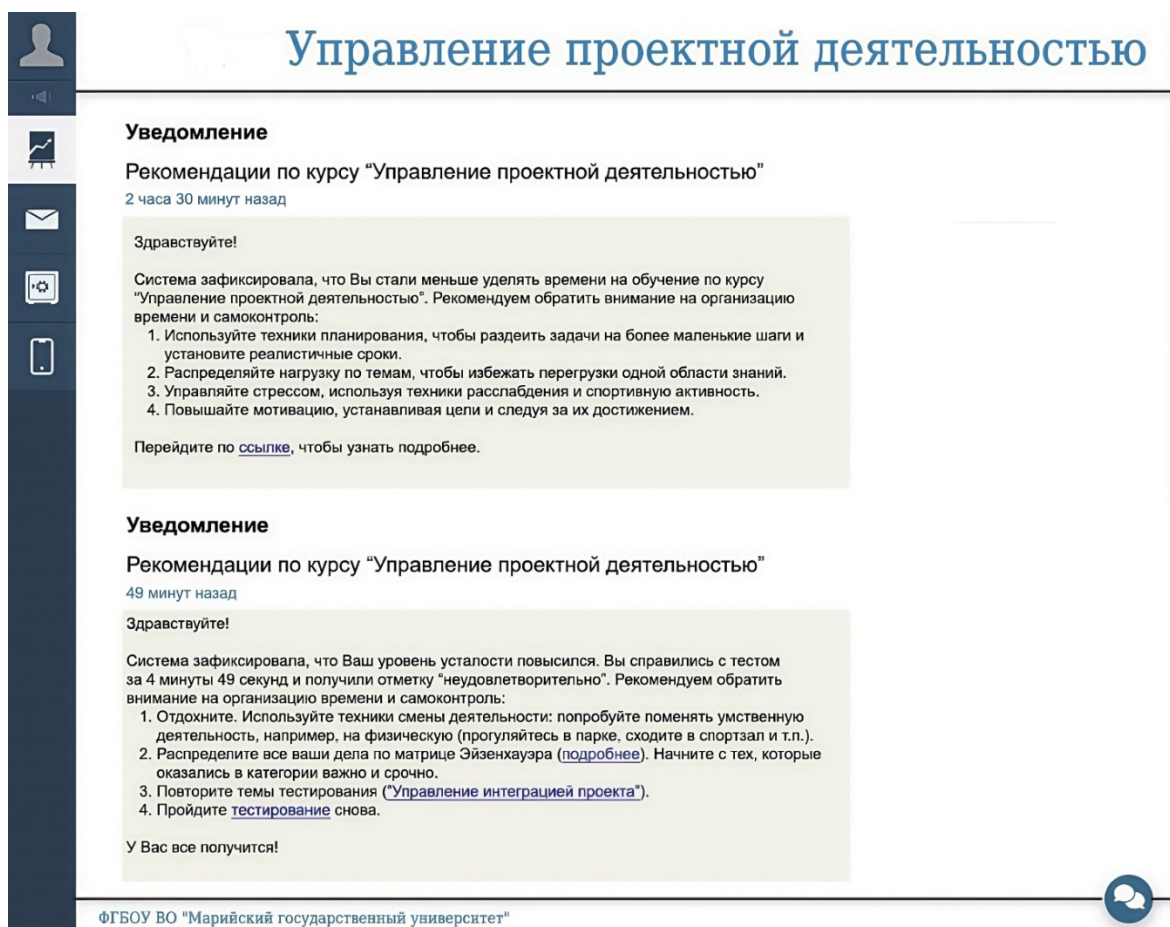 Управление проектной деятельностью
Уведомление
Рекомендации по курсу “Управление проектной деятельностью”
2 часа 30 минут назад
Здравствуйте!
Система зафиксировала, что Вы стали меньше уделять времени на обучение по курсу
“Управление проектной деятельностью”. Рекомендуем обратить внимание на организацию
времени и самоконтроль:
1. Используйте техники планирования, чтобы раздеить задачи на более маленькие шаги и
установите реалистичные сроки.
2. Распределяйте нагрузку по темам, чтобы избежать перегрузки одной области знаний.
3. Управляйте стрессом, используя техники расслабдения и спортивную активность.
4. Повышайте мотивацию, устанавливая цели и следуя за их достижением.
Перейдите по ссылке, чтобы узнать подробнее.
Уведомление
Рекомендации по курсу “Управление проектной деятельностью”
49 минут назад
Здравствуйте!
Система зафиксировала, что Ваш уровень усталости повысился. Вы справились с тестом
за 4 минуты 49 секунд и получили отметку “неудовлетворительно”. Рекомендуем обратить
внимание на организацию времени и самоконтроль:
1. Отдохните. Используйте техники смены деятельности: попробуйте поменять умственную
деятельность, например, на физическую (прогуляйтесь в парке, сходите в спортзал и т.п.).
2. Распределите все ваши дела по матрице Эйзенхауэра (подробнее). Начните с тех, которые
оказались в категории важно и срочно.
3. Повторите темы тестирования ("Управление интеграцией проекта").
4. Пройдите тестирование снова.
У Вас все получится!
ФГБОУ ВО "Марийский государственный университет"